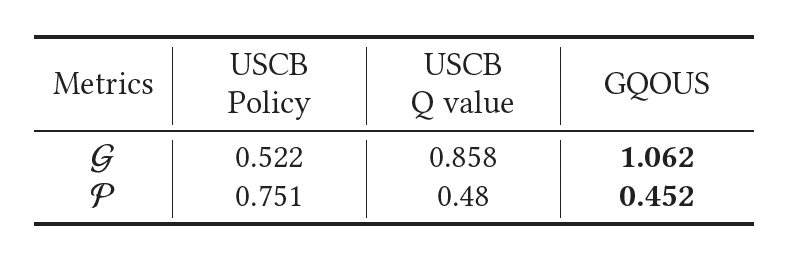 Metrics USCB Policy USCB Q value GQOUS
𝒢 0.522 0.858 1.062
𝒫 0.751 0.48 0.452